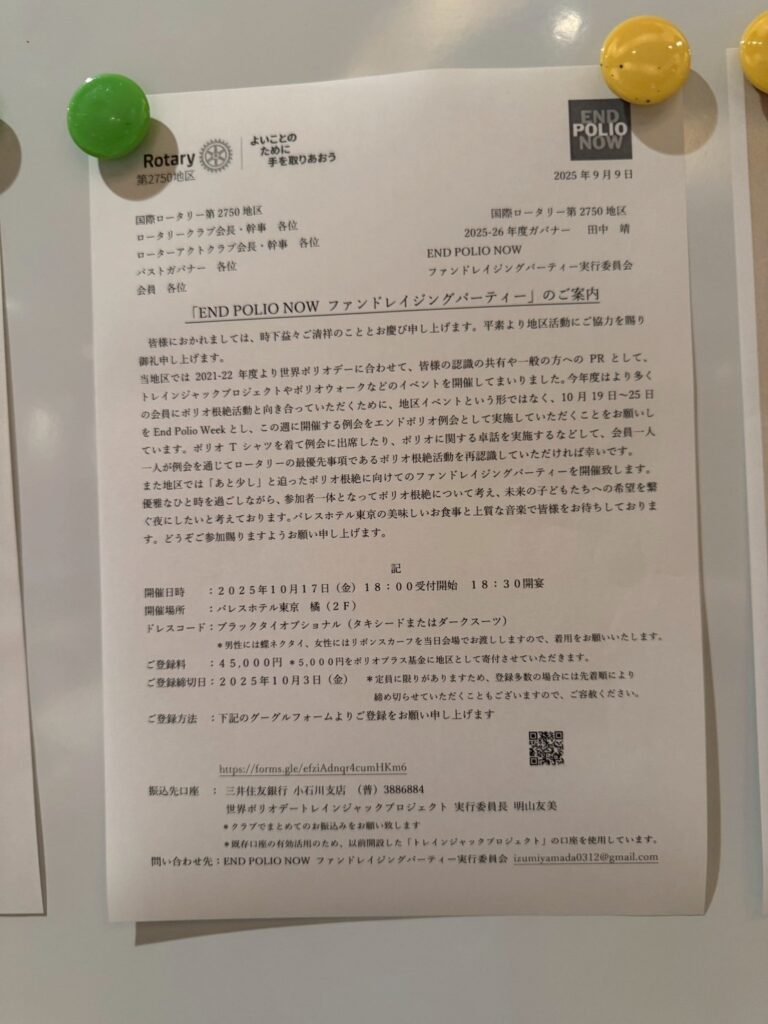 Rotary
第2750地区
よいことの
ために
手を取りあおう
END
POLIO
NOW
2025年9月9日
国際ロータリー第2750地区
ロータリークラブ会長・幹事 各位
ローターアクトクラブ会長・幹事 各位
パストガバナー 各位
会員 各位
国際ロータリー第2750地区
2025-26年度ガバナー 田中 靖
END POLIO NOW
ファンドレイジングパーティー実行委員会
「END POLIO NOW ファンドレイジングパーティー」のご案内
皆様におかれましては、時下益々ご清祥のこととお慶び申し上げます。平素より地区活動にご協力を賜り
御礼申し上げます。
当地区では2021-22年度より世界ポリオデーに合わせて、皆様の認識の共有や一般の方へのPRとして、
トレインジャックプロジェクトやポリオウォークなどのイベントを開催してまいりました。今年度はより多く
の会員にポリオ根絶活動と向き合っていただくために、地区イベントという形ではなく、10月19日~25日
をEnd Polio Weekとし、この週に開催する例会をエンドポリオ例会として実施していただくことをお願いし
ています。ポリオTシャツを着て例会に出席したり、ポリオに関する卓話を実施するなどして、会員一人
一人が例会を通じてロータリーの最優先事項であるポリオ根絶活動を再認識していただければ幸いです。
また地区では「あと少し」と迫ったポリオ根絶に向けてのファンドレイジングパーティーを開催致します。
優雅なひと時を過ごしながら、参加者一体となってポリオ根絶について考え、未来の子どもたちへの希望を繋
ぐ夜にしたいと考えております。パレスホテル東京の美味しいお食事と上質な音楽で皆様をお待ちしておりま
す。どうぞご参加賜りますようお願い申し上げます。
記
開催日時 :2025年10月17日(金)18:00受付開始 18:30開宴
開催場所 :パレスホテル東京 橘(2F)
ドレスコード:ブラックタイオプショナル(タキシードまたはダークスーツ)
*男性には蝶ネクタイ、女性にはリボンスカーフを当日会場でお渡ししますので、着用をお願いいたします。
ご登録料 :45,000円 *5,000円をポリオプラス基金に地区として寄付させていただきます。
ご登録締切日:2025年10月3日(金) *定員に限りがありますため、登録多数の場合には先着順により
締め切らせていただくこともございますので、ご容赦ください。
ご登録方法 :下記のグーグルフォームよりご登録をお願い申し上げます
https://forms.gle/efziAdnqr4cumHKm6
振込先口座 : 三井住友銀行 小石川支店 (普)3886884
世界ポリオデートレインジャックプロジェクト 実行委員長 明山友美
*クラブでまとめてのお振込みをお願い致します
*既存口座の有効活用のため、以前開設した「トレインジャックプロジェクト」の口座を使用しています。
問い合わせ先:END POLIO NOW ファンドレイジングパーティー実行委員会 izumiyamada0312@gmail.com